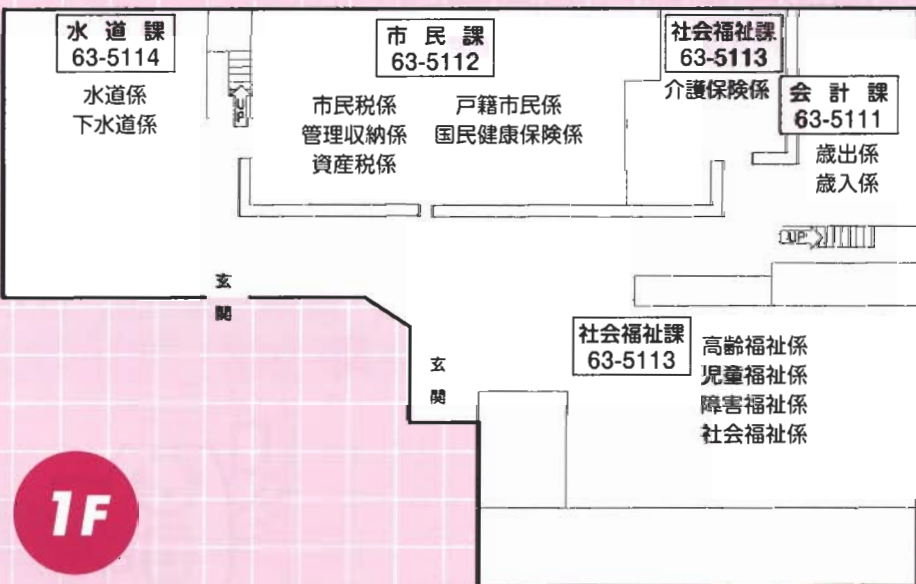 水道課
63-5114
水道係
下水道係
UP
市民課
63-5112
市民税係
管理収納係
資産税係
戸籍市民係
国民健康保険係
社会福祉課
63-5113
介護保険係
会計課
63-5111
歳出係
歳入係
UP
玄関
玄関
社会福祉課
63-5113
高齢福祉係
児童福祉係
障害福祉係
社会福祉係
1F